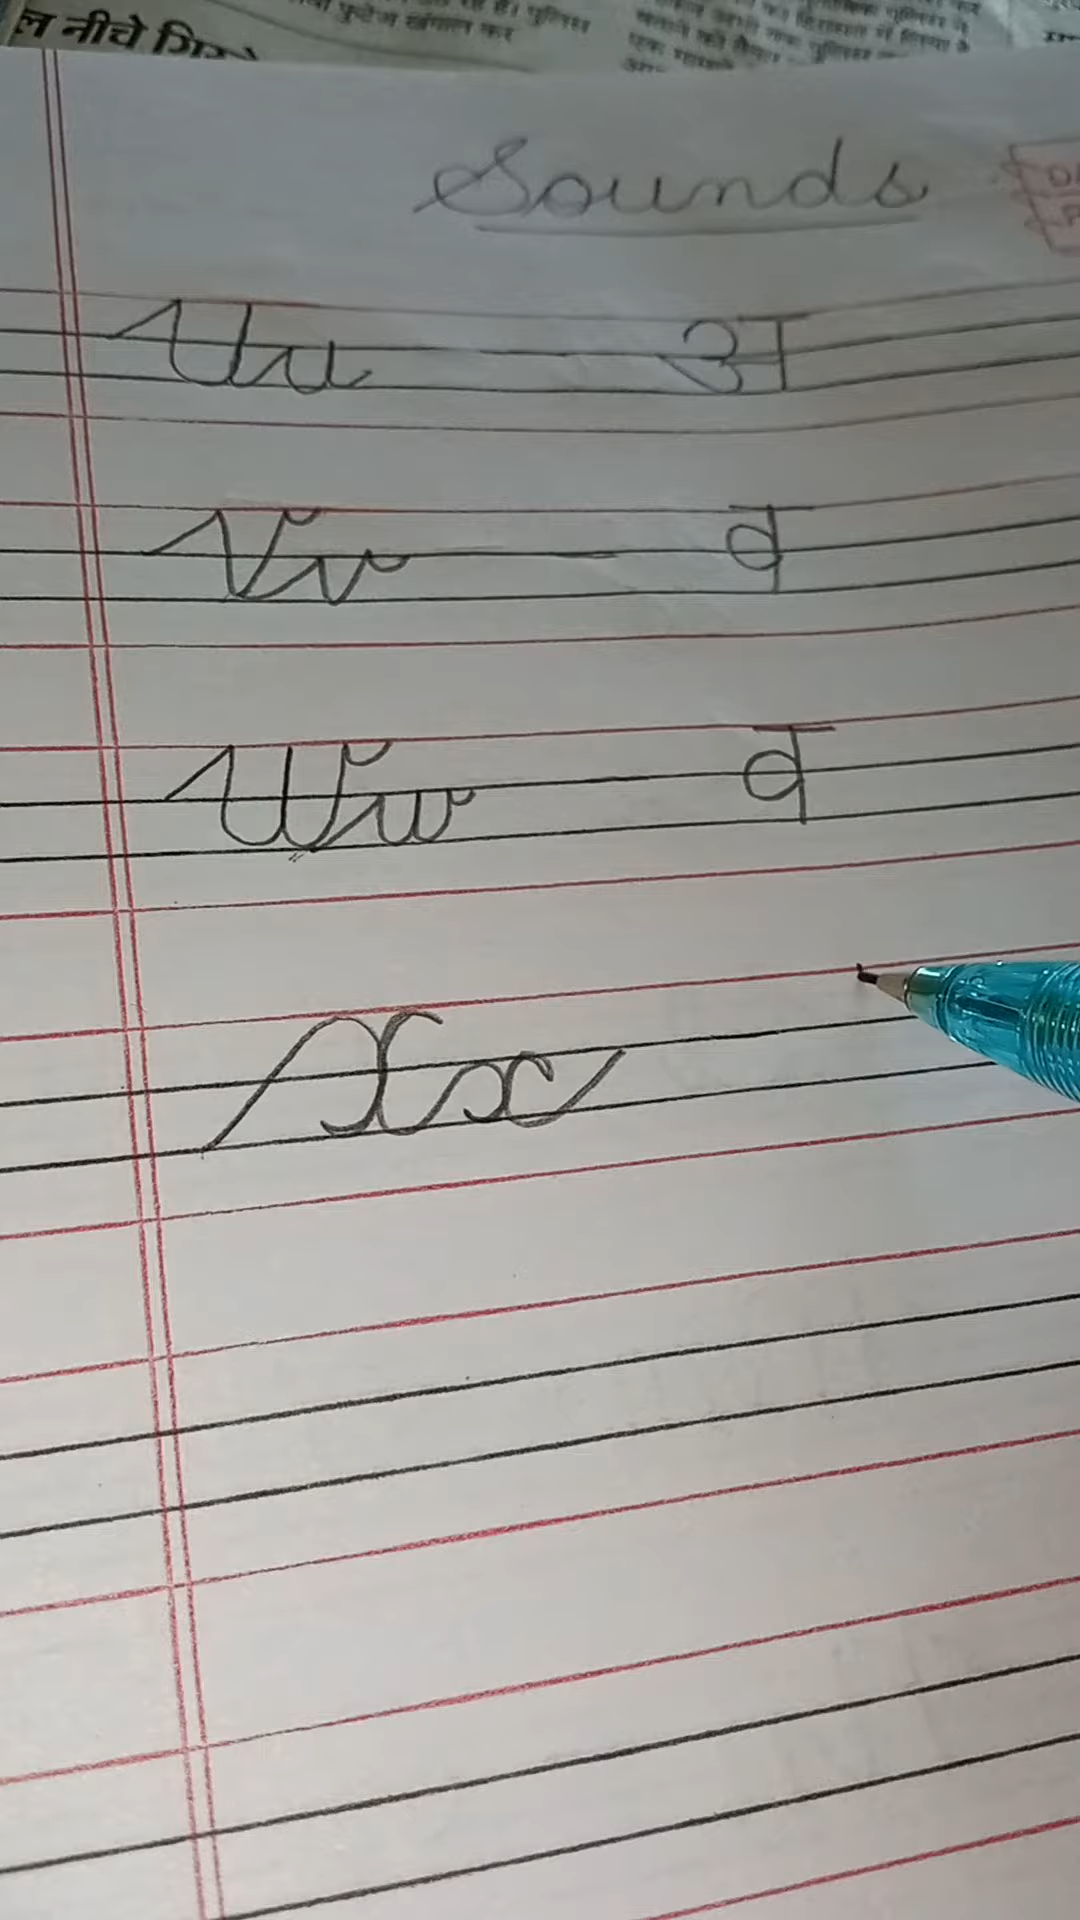 ल नीचे
Sounds
Uu — अ
Vv — व
Ww — व
Xx